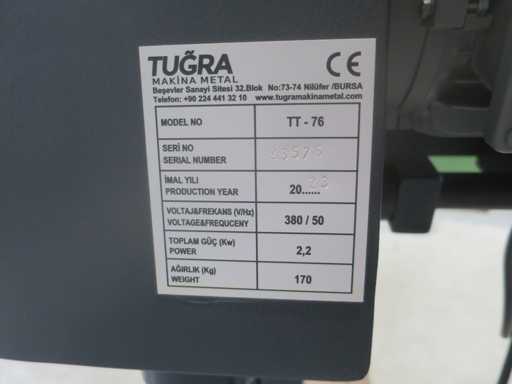 TUĞRA
CE
MAKİNA METAL
Beşevler Sanayi Sitesi 32.Blok No:73-74 Nilüfer /BURSA
Telefon: +90 224 441 32 10 www.tugramakinametal.com
MODEL NO TT - 76
SERİ NO
SERIAL NUMBER
İMAL YILI
PRODUCTION YEAR 20......23
VOLTAJ&FREKANS (V/Hz)
VOLTAGE&FREQUCENY 380 / 50
TOPLAM GÜÇ (Kw)
POWER 2,2
AĞIRLIK (Kg)
WEIGHT 170